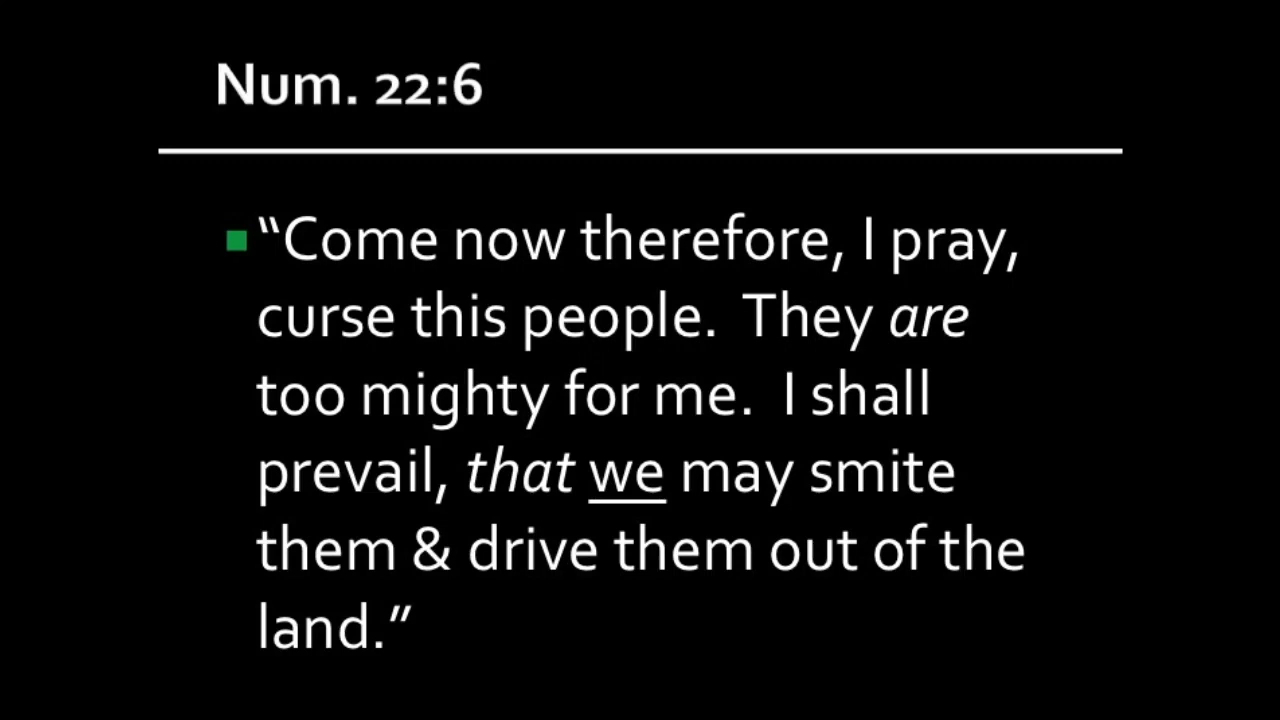 Num. 22:6
“Come now therefore, I pray,
curse this people.  They are
too mighty for me.  I shall
prevail, that we may smite
them & drive them out of the
land.”